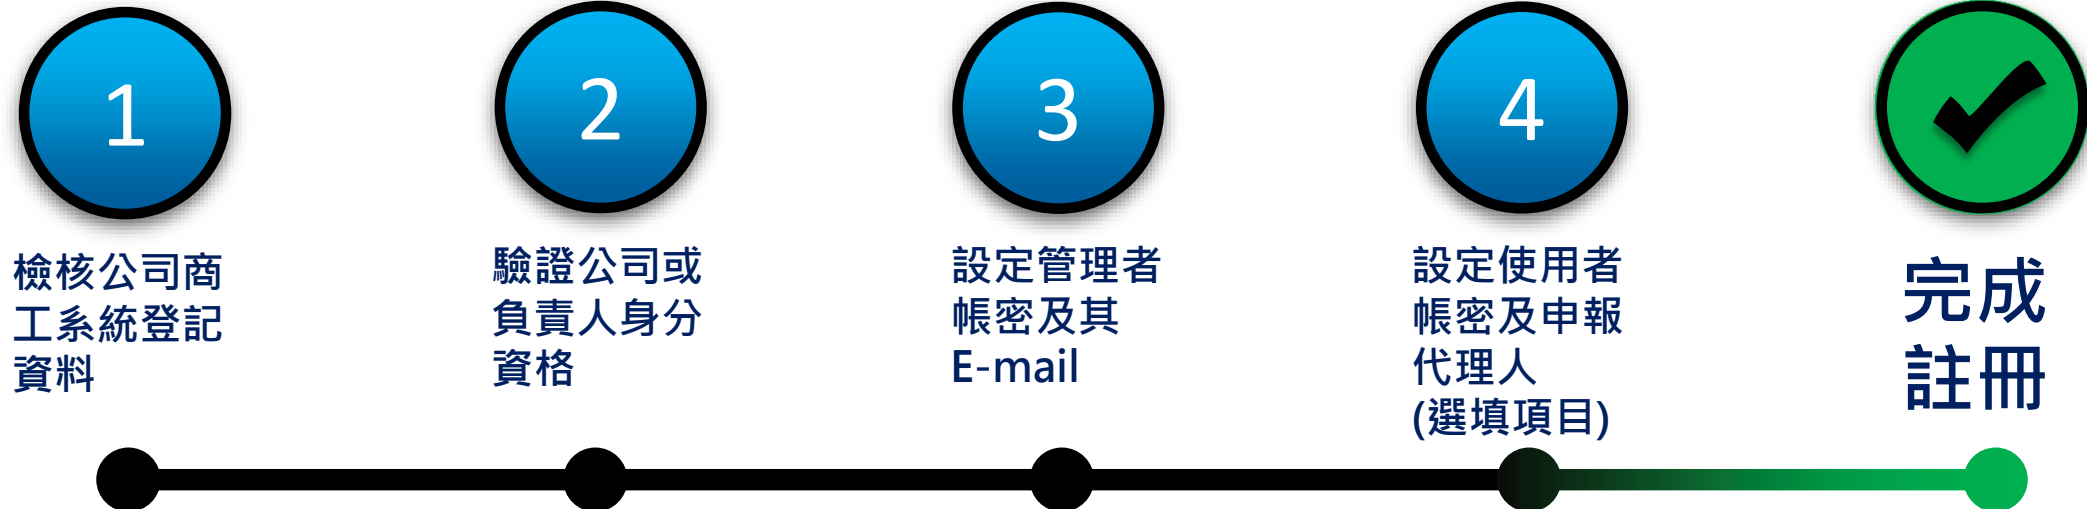 1
檢核公司商
工系統登記
資料
2
驗證公司或
負責人身分
資格
3
設定管理者
帳密及其
E-mail
4
設定使用者
帳密及申報
代理人
(選填項目)
完成
註冊